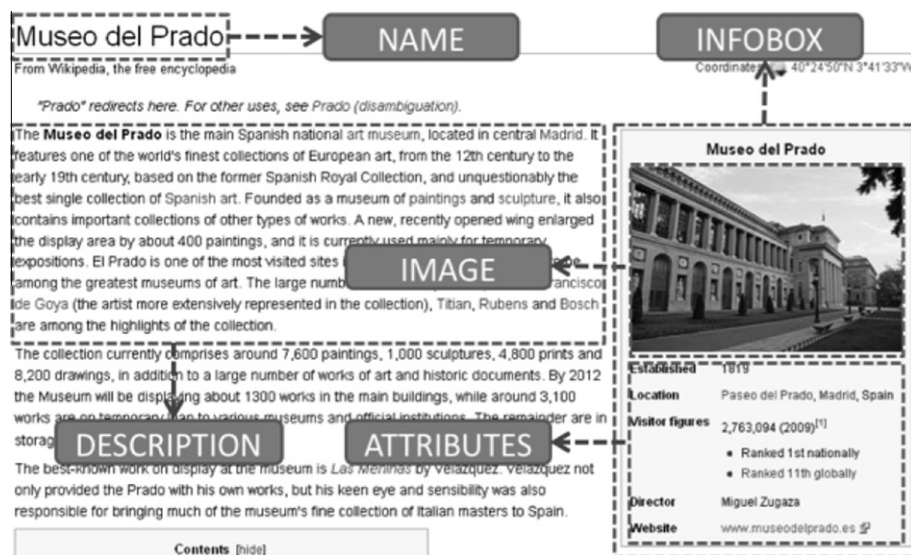 Museo del Prado
NAME
INFOBOX
From Wikipedia, the free encyclopedia
Coordinates 40°24'50"N 3°41'33"W
"Prado" redirects here. For other uses, see Prado (disambiguation).
The Museo del Prado is the main Spanish national art museum, located in central Madrid. It
features one of the world's finest collections of European art, from the 12th century to the
early 19th century, based on the former Spanish Royal Collection, and unquestionably the
best single collection of Spanish art. Founded as a museum of paintings and sculpture, it also
contains important collections of other types of works. A new, recently opened wing enlarged
the display area by about 400 paintings, and it is currently used mainly for temporary
expositions. El Prado is one of the most visited sites
IMAGE
among the greatest museums of art. The large Francisco
de Goya (the artist more extensively represented in the collection), Titian, Rubens and Bosch
are among the highlights of the collection.
The collection currently comprises around 7,600 paintings, 1,000 sculptures, 4,800 prints and
8,200 drawings, in addition to a large number of works of art and historic documents. By 2012
the Museum will be displaying about 1300 works in the main buildings, while around 3,100
works are on temporary loan to various museums and official institutions. The remainder are in
DESCRIPTION
ATTRIBUTES
The best-known work on display at the museum is Las Meninas by Velázquez. Velázquez not
only provided the Prado with his own works, but his keen eye and sensibility was also
responsible for bringing much of the museum's fine collection of Italian masters to Spain.
Contents [hide]
Museo del Prado
Established 1819
Location Paseo del Prado, Madrid, Spain
Visitor figures 2,763,094 (2009)[1]
• Ranked 1st nationally
• Ranked 11th globally
Director Miguel Zugaza
Website www.museodelprado.es